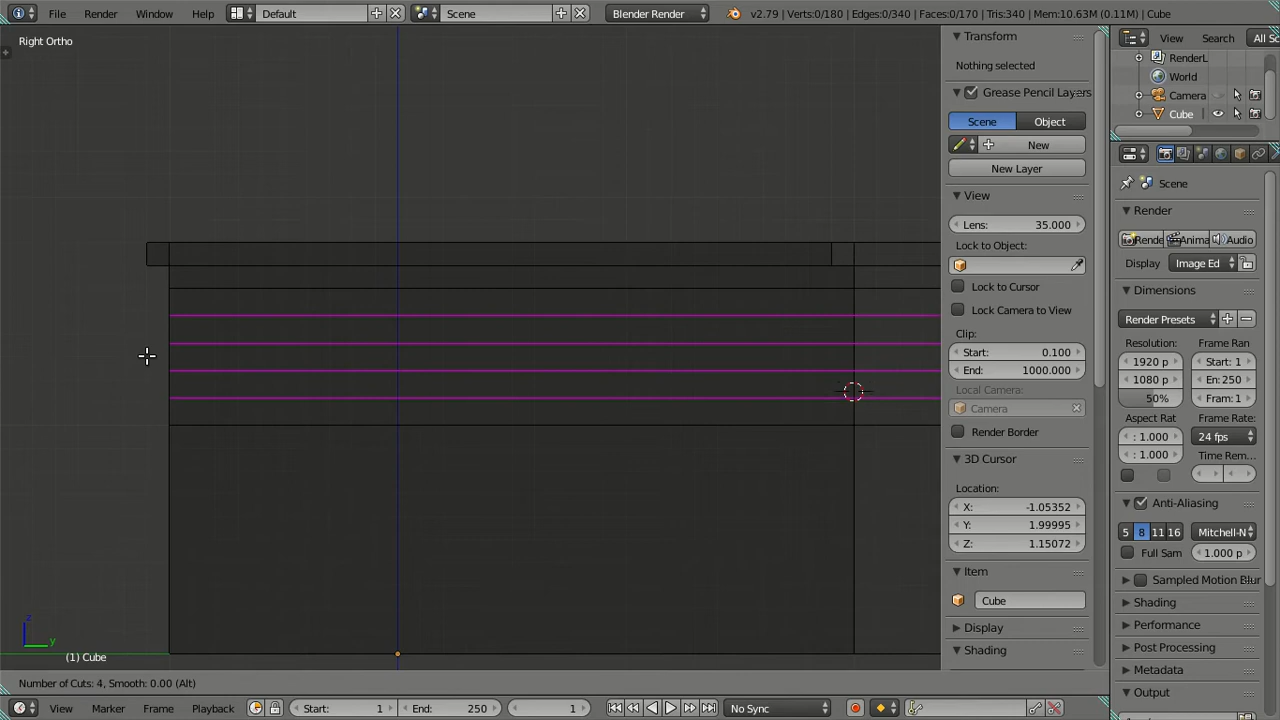 File Render Window Help Default Scene Blender Render v2.79 | Verts:0/180 | Edges:0/340 | Faces:0/170 | Tris:340 | Mem:10.63M (0.11M) | Cube
Right Ortho
Transform
Nothing selected
Grease Pencil Layers
Scene Object
New
New Layer
View
Lens: 35.000
Lock to Object:
Lock to Cursor
Lock Camera to View
Clip:
Start: 0.100
End: 1000.000
Local Camera:
Camera
Render Border
3D Cursor
Location:
X: -1.05352
Y: 1.99995
Z: 1.15072
Item
Cube
Display
Shading
View Search All Sc
RenderL
World
Camera
Cube
Scene
Render
Rende Anima Audio
Display Image Ed
Dimensions
Render Presets
Resolution: Frame Ran
1920 p Start: 1
1080 p En: 250
50% Fram: 1
Aspect Rat Frame Rate:
: 1.000 24 fps
: 1.000 Time Rem...
Anti-Aliasing
5 8 11 16 Mitchell-N
Full Sam 1.000 p
Sampled Motion Blur
Shading
Performance
Post Processing
Metadata
Output
z
y
(1) Cube
Number of Cuts: 4, Smooth: 0.00 (Alt)
View Marker Frame Playback Start: 1 End: 250 1 No Sync